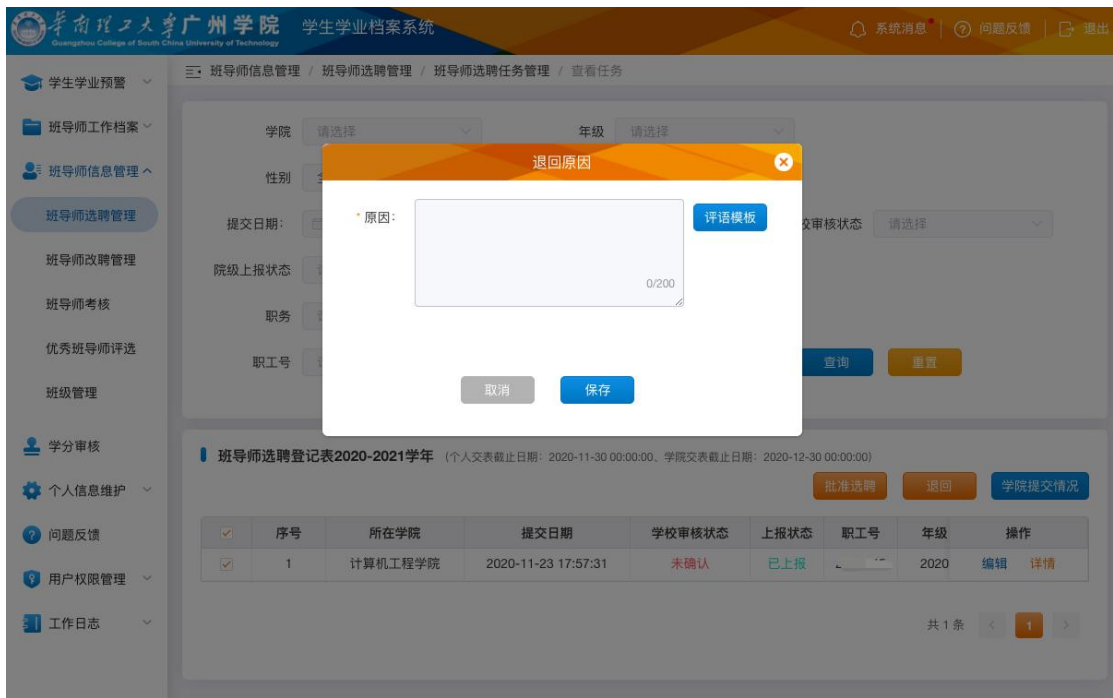 华南理工大学广州学院 学生学业档案系统 系统消息 问题反馈 退出
Guangzhou College of South China University of Technology
学生学业预警
班导师信息管理 / 班导师选聘管理 / 班导师选聘任务管理 / 查看任务
班导师工作档案
学院 请选择 年级 请选择
退回原因
班导师信息管理
性别
班导师选聘管理
提交日期:
* 原因:
评语模板
审核状态 请选择
班导师改聘管理
院级上报状态
0/200
班导师考核
职务
优秀班导师评选
职工号
查询 重置
班级管理
取消 保存
学分审核
班导师选聘登记表2020-2021学年 (个人交表截止日期: 2020-11-30 00:00:00、学院交表截止日期: 2020-12-30 00:00:00)
个人信息维护
批准选聘 退回 学院提交情况
问题反馈
序号 所在学院 提交日期 学校审核状态 上报状态 职工号 年级 操作
1 计算机工程学院 2020-11-23 17:57:31 未确认 已上报 2020 编辑 详情
用户权限管理
工作日志
共 1 条 < 1 >